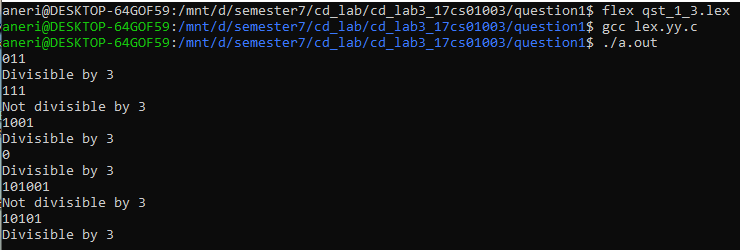 aneri@DESKTOP-64GOF59:/mnt/d/semester7/cd_lab/cd_lab3_17cs01003/question1$ flex qst_1_3.lex
aneri@DESKTOP-64GOF59:/mnt/d/semester7/cd_lab/cd_lab3_17cs01003/question1$ gcc lex.yy.c
aneri@DESKTOP-64GOF59:/mnt/d/semester7/cd_lab/cd_lab3_17cs01003/question1$ ./a.out
011
Divisible by 3
111
Not divisible by 3
1001
Divisible by 3
0
Divisible by 3
101001
Not divisible by 3
10101
Divisible by 3